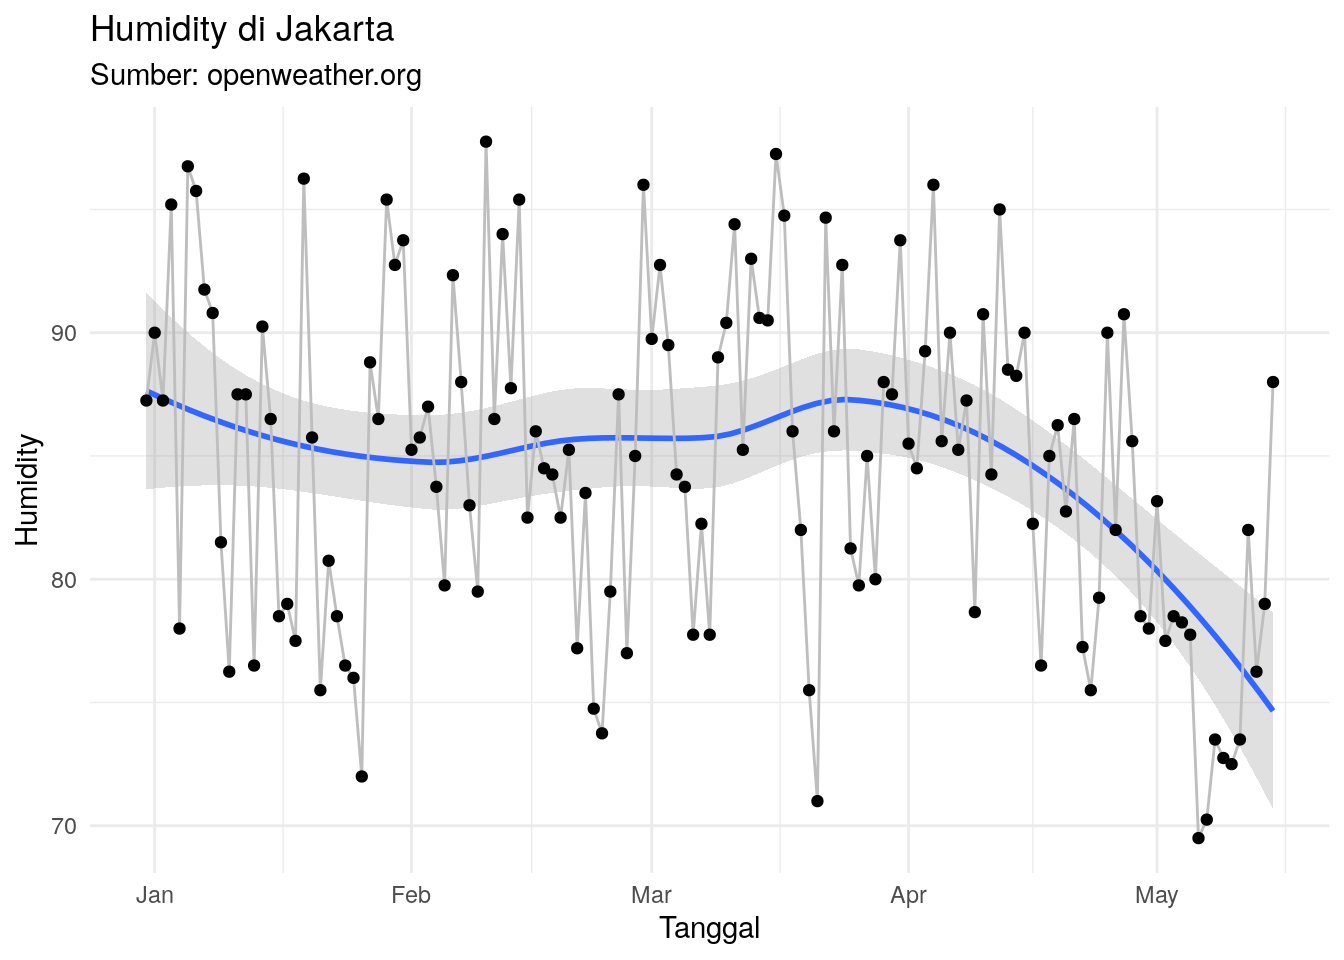 Humidity di Jakarta
Sumber: openweather.org
Humidity
90
80
70
Jan Feb Mar Apr May
Tanggal